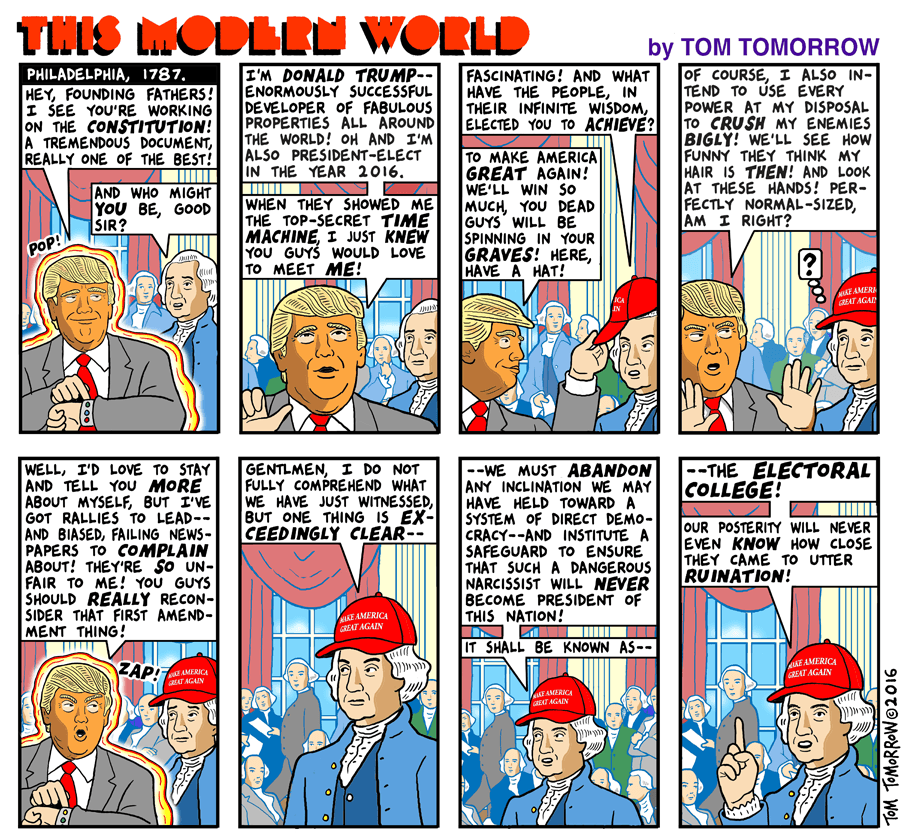 THIS MODERN WORLD
by TOM TOMORROW
PHILADELPHIA, 1787.
HEY, FOUNDING FATHERS!
I SEE YOU'RE WORKING
ON THE CONSTITUTION!
A TREMENDOUS DOCUMENT,
REALLY ONE OF THE BEST!
AND WHO MIGHT
YOU BE, GOOD
SIR?
POP!
I'M DONALD TRUMP--
ENORMOUSLY SUCCESSFUL
DEVELOPER OF FABULOUS
PROPERTIES ALL AROUND
THE WORLD! OH AND I'M
ALSO PRESIDENT-ELECT
IN THE YEAR 2016.
WHEN THEY SHOWED ME
THE TOP-SECRET TIME
MACHINE, I JUST KNEW
YOU GUYS WOULD LOVE
TO MEET ME!
FASCINATING! AND WHAT
HAVE THE PEOPLE, IN
THEIR INFINITE WISDOM,
ELECTED YOU TO ACHIEVE?
TO MAKE AMERICA
GREAT AGAIN!
WE'LL WIN SO
MUCH, YOU DEAD
GUYS WILL BE
SPINNING IN YOUR
GRAVES! HERE,
HAVE A HAT!
ICA
IN
OF COURSE, I ALSO IN-
TEND TO USE EVERY
POWER AT MY DISPOSAL
TO CRUSH MY ENEMIES
BIGLY! WE'LL SEE HOW
FUNNY THEY THINK MY
HAIR IS THEN! AND LOOK
AT THESE HANDS! PER-
FECTLY NORMAL-SIZED,
AM I RIGHT?
?
MAKE AMERI
GREAT AGAI
WELL, I'D LOVE TO STAY
AND TELL YOU MORE
ABOUT MYSELF, BUT I'VE
GOT RALLIES TO LEAD--
AND BIASED, FAILING NEWS-
PAPERS TO COMPLAIN
ABOUT! THEY'RE SO UN-
FAIR TO ME! YOU GUYS
SHOULD REALLY RECON-
SIDER THAT FIRST AMEND-
MENT THING!
ZAP!
MAKE AMERICA
GREAT AGAIN
GENTLMEN, I DO NOT
FULLY COMPREHEND WHAT
WE HAVE JUST WITNESSED,
BUT ONE THING IS EX-
CEEDINGLY CLEAR--
MAKE AMERICA
GREAT AGAIN
--WE MUST ABANDON
ANY INCLINATION WE MAY
HAVE HELD TOWARD A
SYSTEM OF DIRECT DEMO-
CRACY--AND INSTITUTE A
SAFEGUARD TO ENSURE
THAT SUCH A DANGEROUS
NARCISSIST WILL NEVER
BECOME PRESIDENT OF
THIS NATION!
IT SHALL BE KNOWN AS--
MAKE AMERICA
GREAT AGAIN
--THE ELECTORAL
COLLEGE!
OUR POSTERITY WILL NEVER
EVEN KNOW HOW CLOSE
THEY CAME TO UTTER
RUINATION!
MAKE AMERICA
GREAT AGAIN
TOM TOMORROW©2016